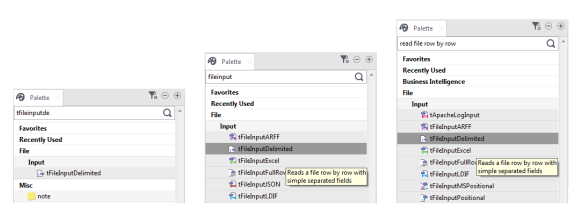 Palette
tfileinputde
Favorites
Recently Used
File
Input
tFileInputDelimited
Misc
note
Palette
fileinput
Favorites
Recently Used
File
Input
tFileInputARFF
tFileInputDelimited
tFileInputExcel
tFileInputFullRo
Reads a file row by row with
simple separated fields
tFileInputJSON
tFileInputLDIF
Palette
read file row by row
Favorites
Recently Used
Business Intelligence
File
Input
tApacheLogInput
tFileInputARFF
tFileInputDelimited
tFileInputExcel
tFileInputFullRo
Reads a file row by row with
simple separated fields
tFileInputLDIF
tFileInputMSPositional
tFileInputPositional